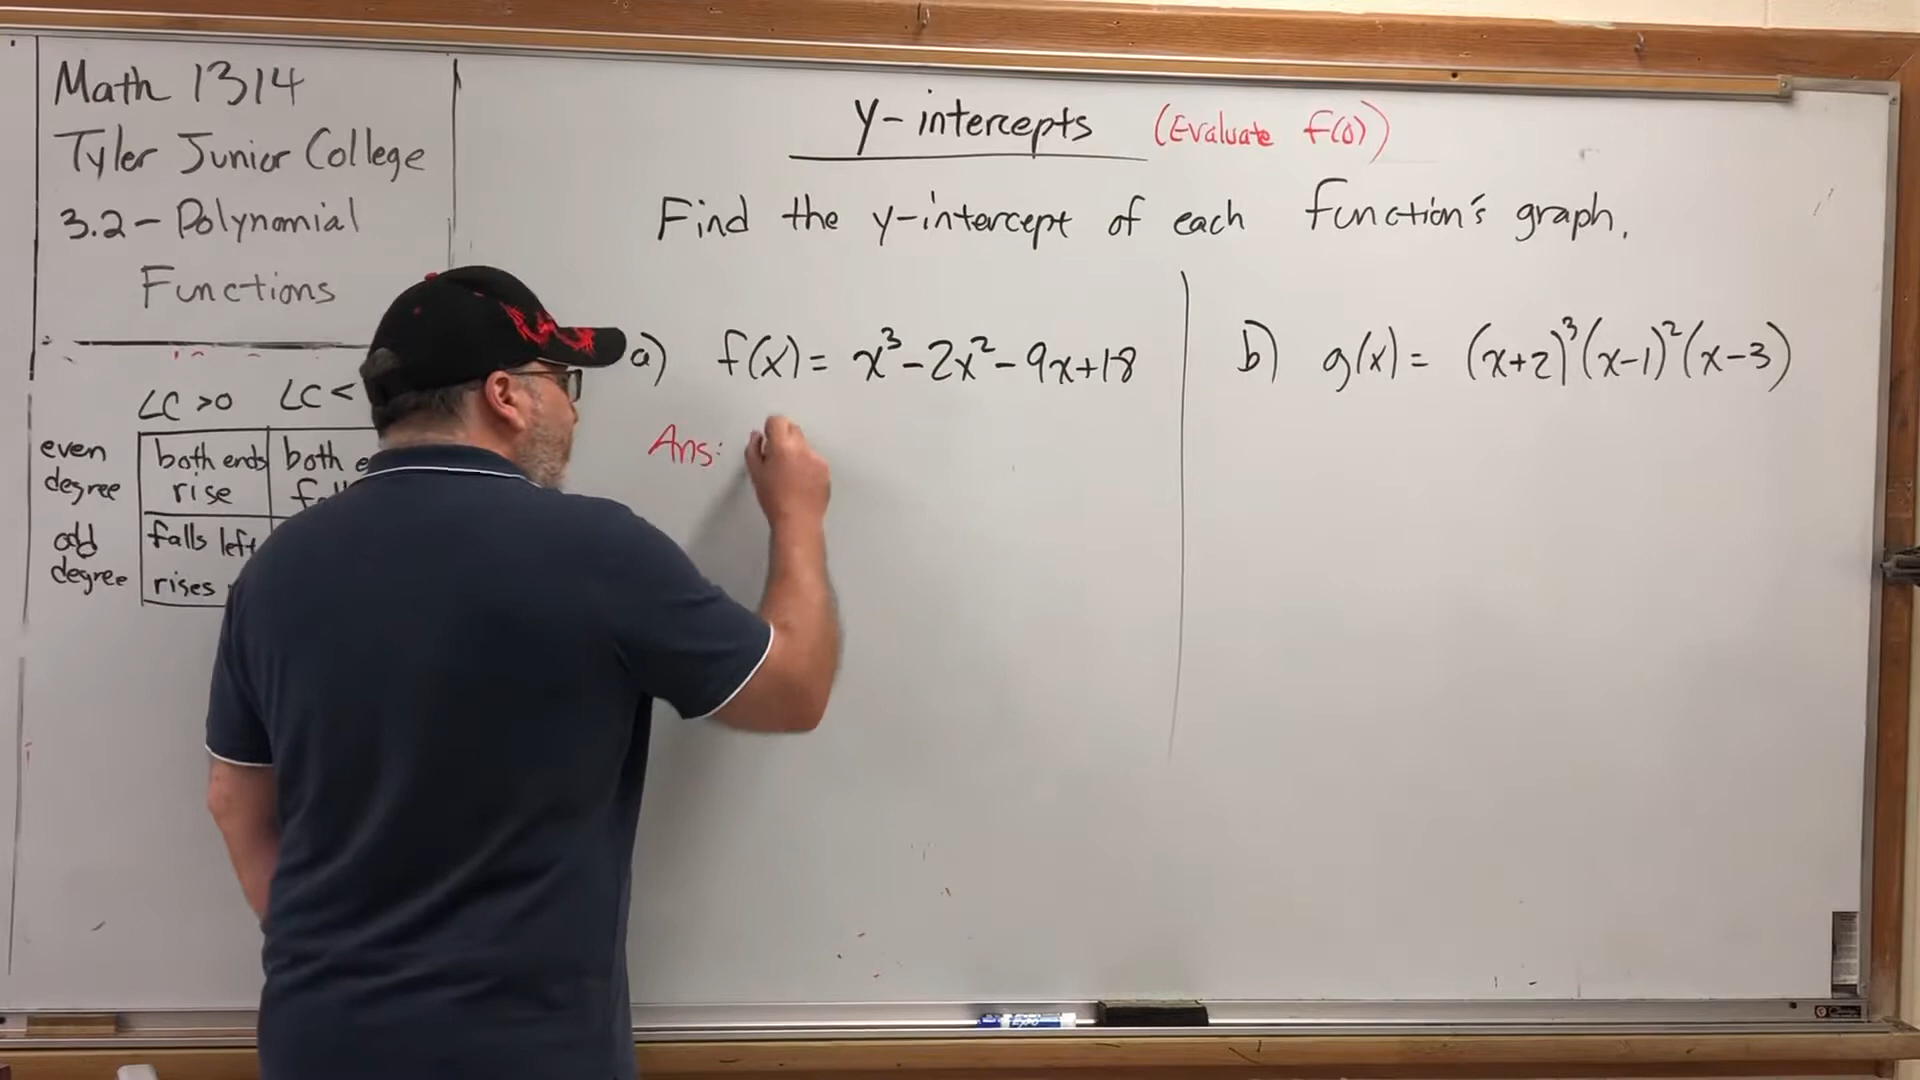 Math 1314
Tyler Junior College
3.2 - Polynomial
Functions
LC >0 LC <
even degree
both ends rise
both
odd degree
falls left
rises
y-intercepts (Evaluate f(0))
Find the y-intercept of each function's graph.
a) f(x) = x³-2x²-9x+18
Ans:
b) g(x) = (x+2)³(x-1)²(x-3)
EXPO